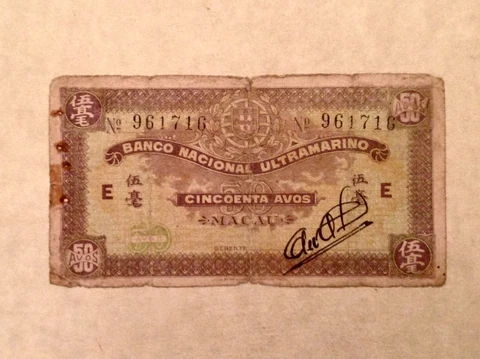 伍毫 50 AVOS
Nº 961716 Nº 961716
BANCO NACIONAL ULTRAMARINO
E 伍毫 50 伍毫 E
CINCOENTA AVOS
MACAU
GERENTE
50 AVOS 伍毫